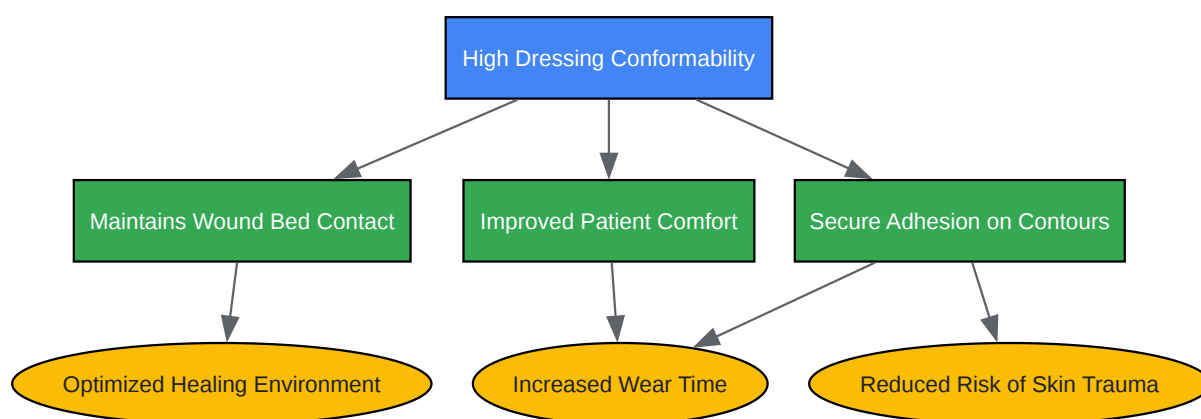 High Dressing Conformability
Maintains Wound Bed Contact
Improved Patient Comfort
Secure Adhesion on Contours
Optimized Healing Environment
Increased Wear Time
Reduced Risk of Skin Trauma